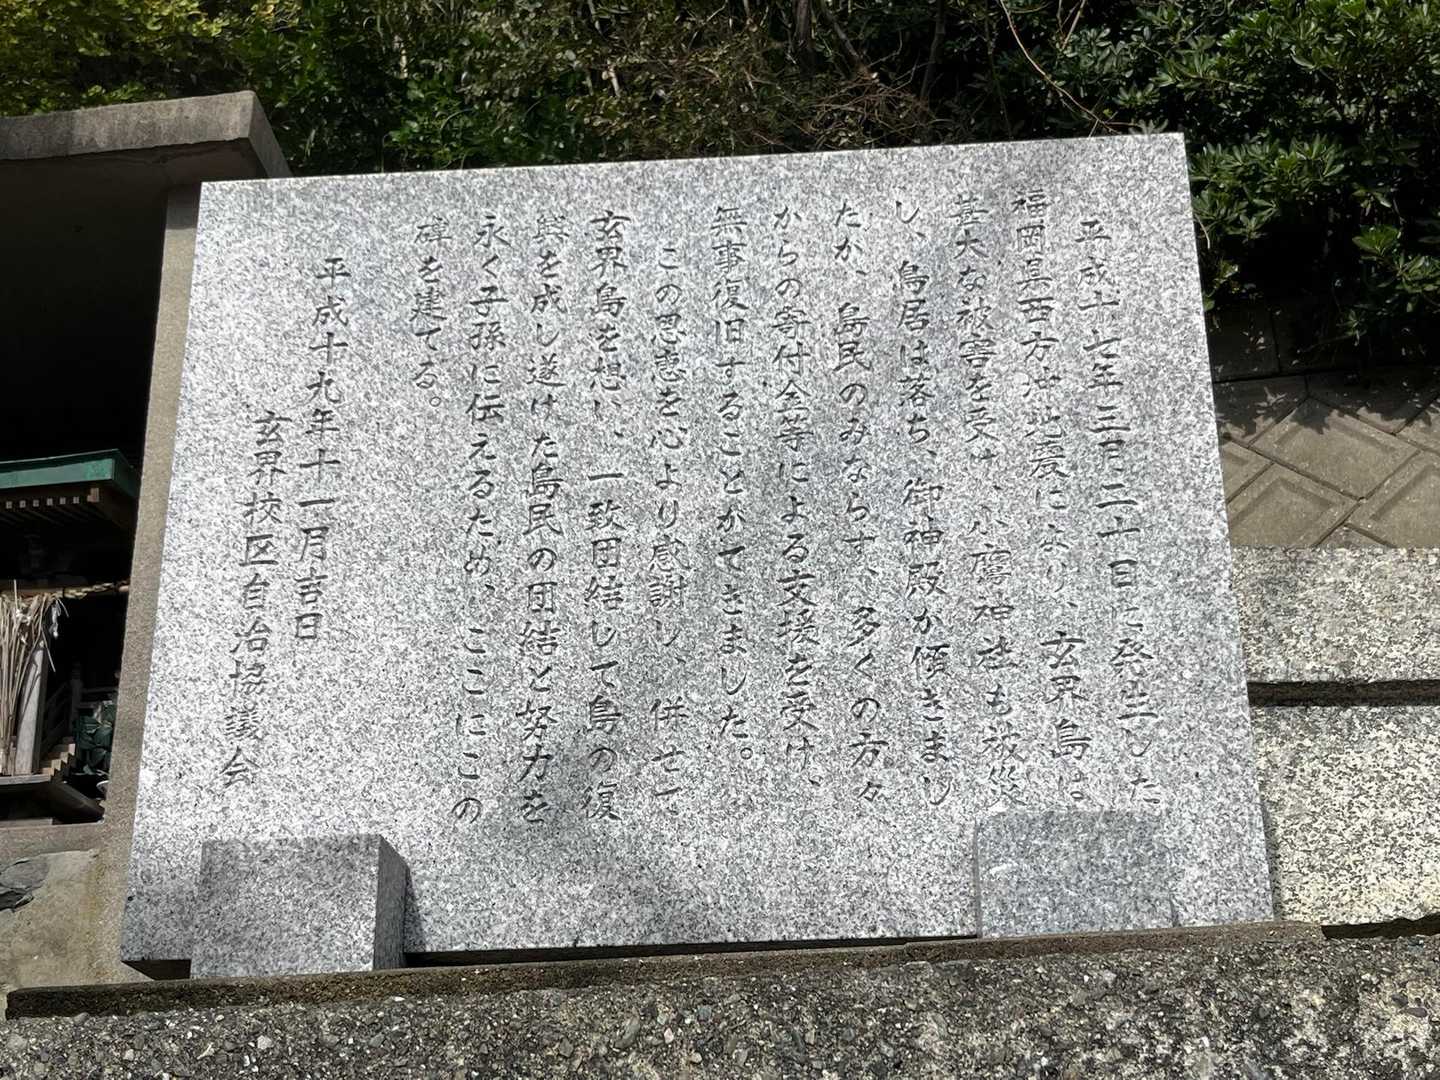 平成十七年三月二十日に発生した
福岡県西方沖地震により、玄界島は
甚大な被害を受け、小鷹神社も被災
し、鳥居は落ち、御神殿が傾きまし
たが、島民のみならず、多くの方々
からの寄付金等による支援を受け、
無事復旧することができました。
この恩恵を心より感謝し、併せて
玄界島を想い、一致団結して島の復
興を成し遂げた島民の団結と努力を
永く子孫に伝えるため、ここにこの
碑を建てる。
平成十九年十一月吉日
玄界校区自治協議会